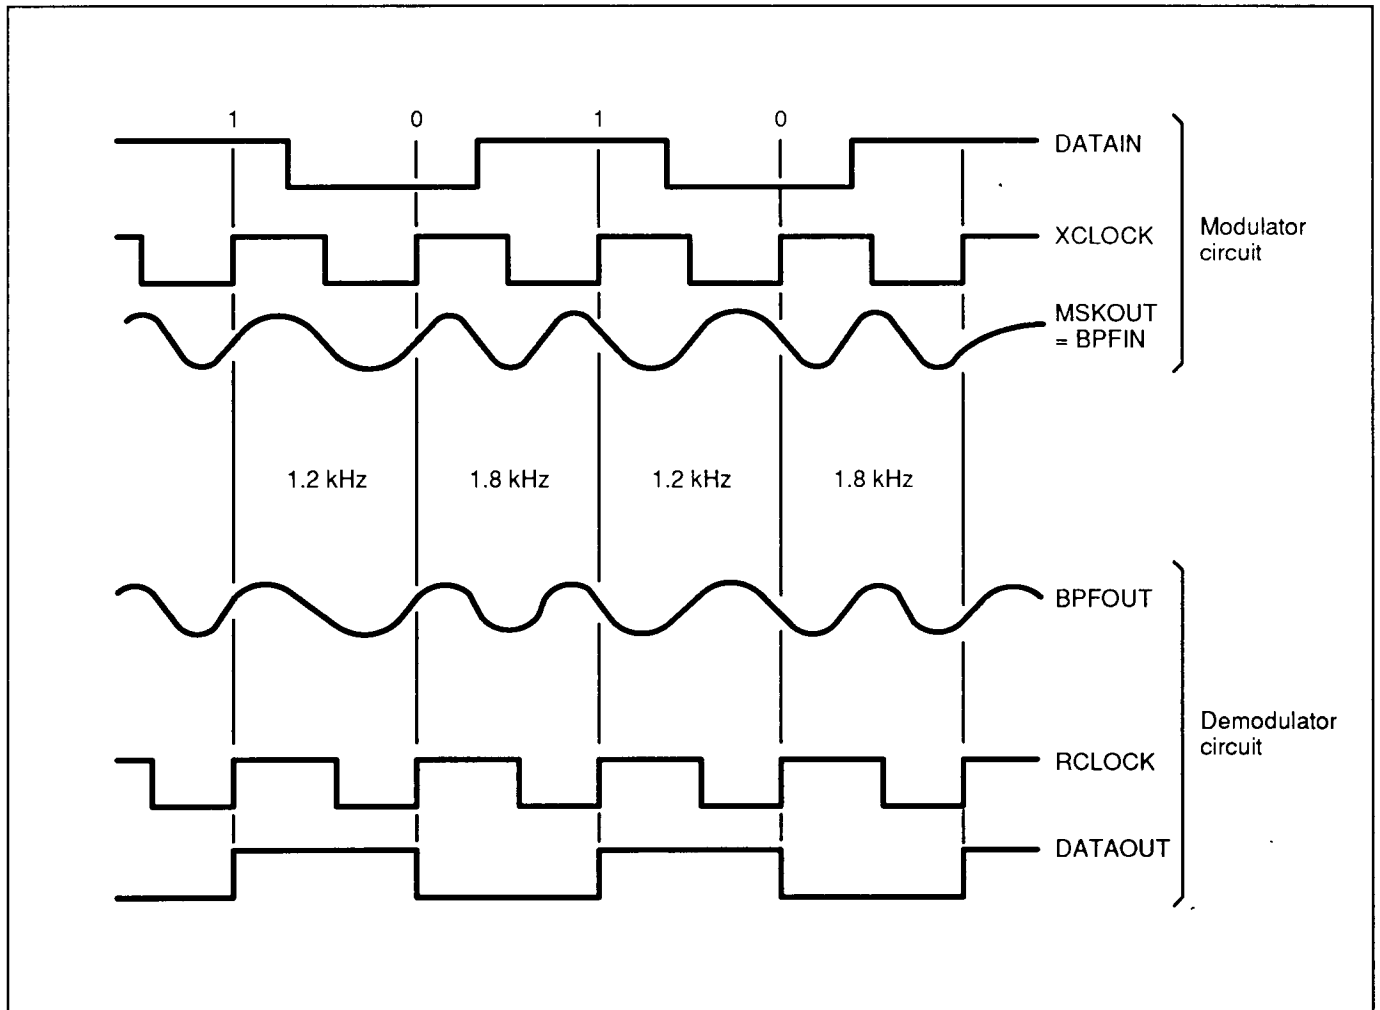 1 0 1 0
DATAIN
XCLOCK
Modulator
circuit
MSKOUT
= BPFIN
1.2 kHz 1.8 kHz 1.2 kHz 1.8 kHz
BPFOUT
Demodulator
circuit
RCLOCK
DATAOUT